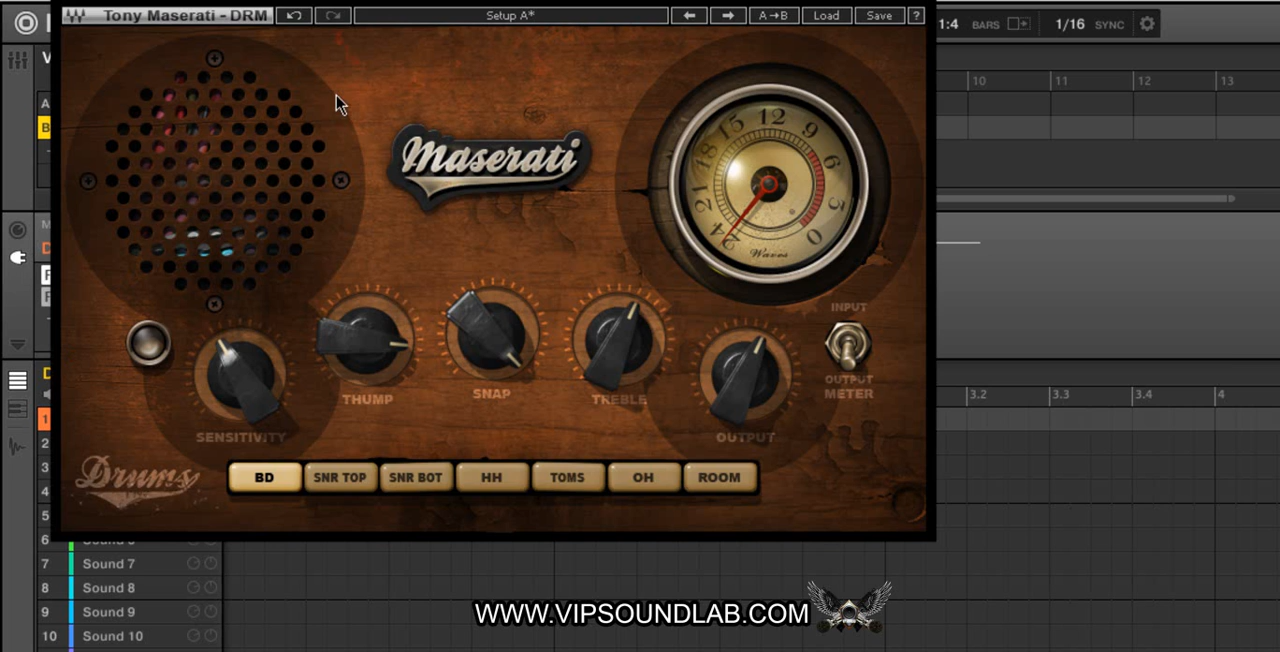 Tony Maserati - DRM
Setup A*
A→B
Load
Save
?
1:4 BARS
1/16 SYNC
10 11 12 13
V
A
B
Maserati
15 12 9
18 6
21 3
24 0
Waves
INPUT
OUTPUT
METER
THUMP
SNAP
TREBLE
SENSITIVITY
OUTPUT
3.2 3.3 3.4 4
Drums
BD
SNR TOP
SNR BOT
HH
TOMS
OH
ROOM
1
2
3
4
5
6 Sound 6
7 Sound 7
8 Sound 8
9 Sound 9
10 Sound 10
WWW.VIPSOUNDLAB.COM